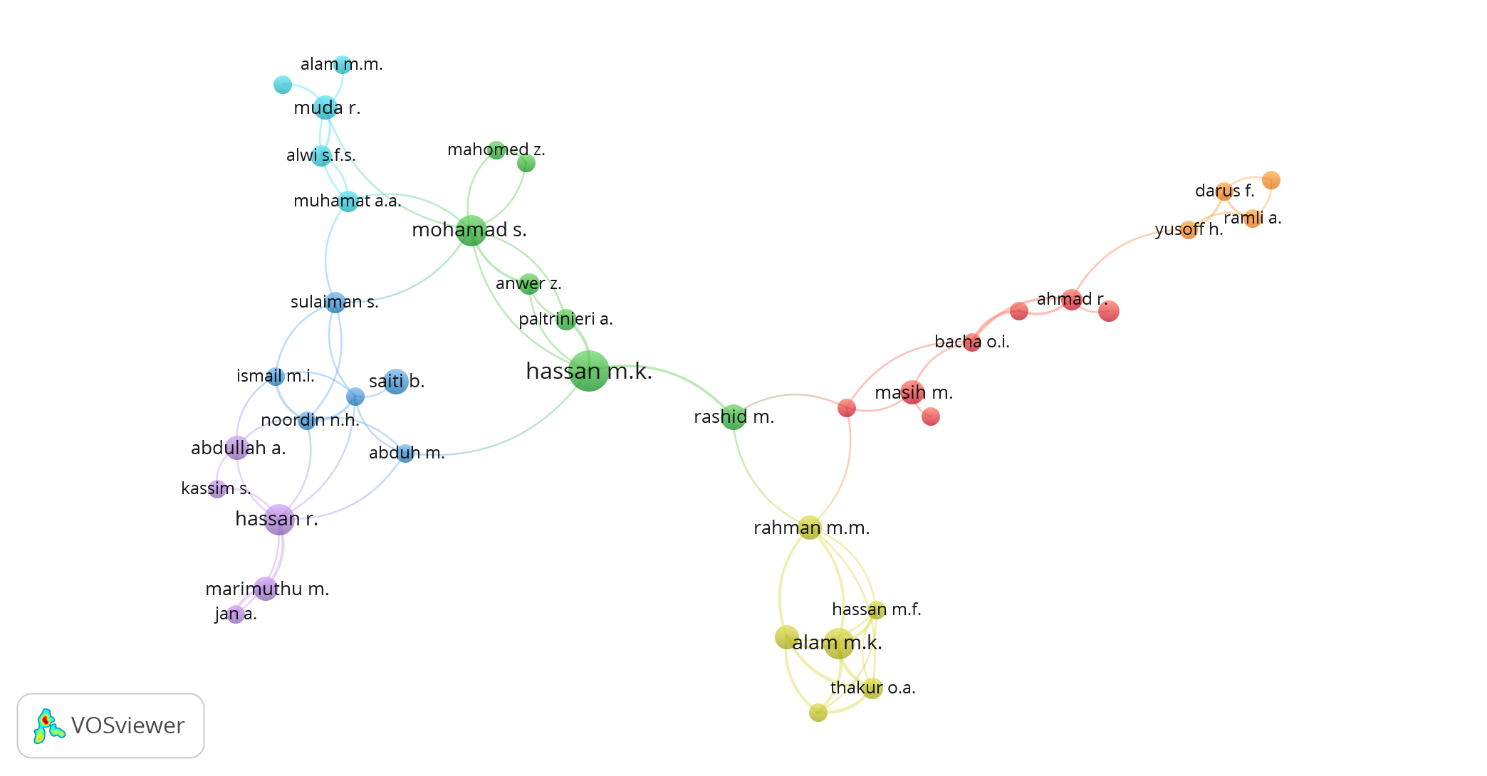 alam m.m.
muda r.
mahomed z.
alwi s.f.s.
darus f.
muhamat a.a.
ramli a.
mohamad s.
yusoff h.
anwer z.
sulaiman s.
ahmad r.
paltrinieri a.
bacha o.i.
hassan m.k.
ismail m.i.
saiti b.
masih m.
rashid m.
noordin n.h.
abdullah a.
abduh m.
kassim s.
hassan r.
rahman m.m.
marimuthu m.
hassan m.f.
jan a.
alam m.k.
thakur o.a.
VOSviewer